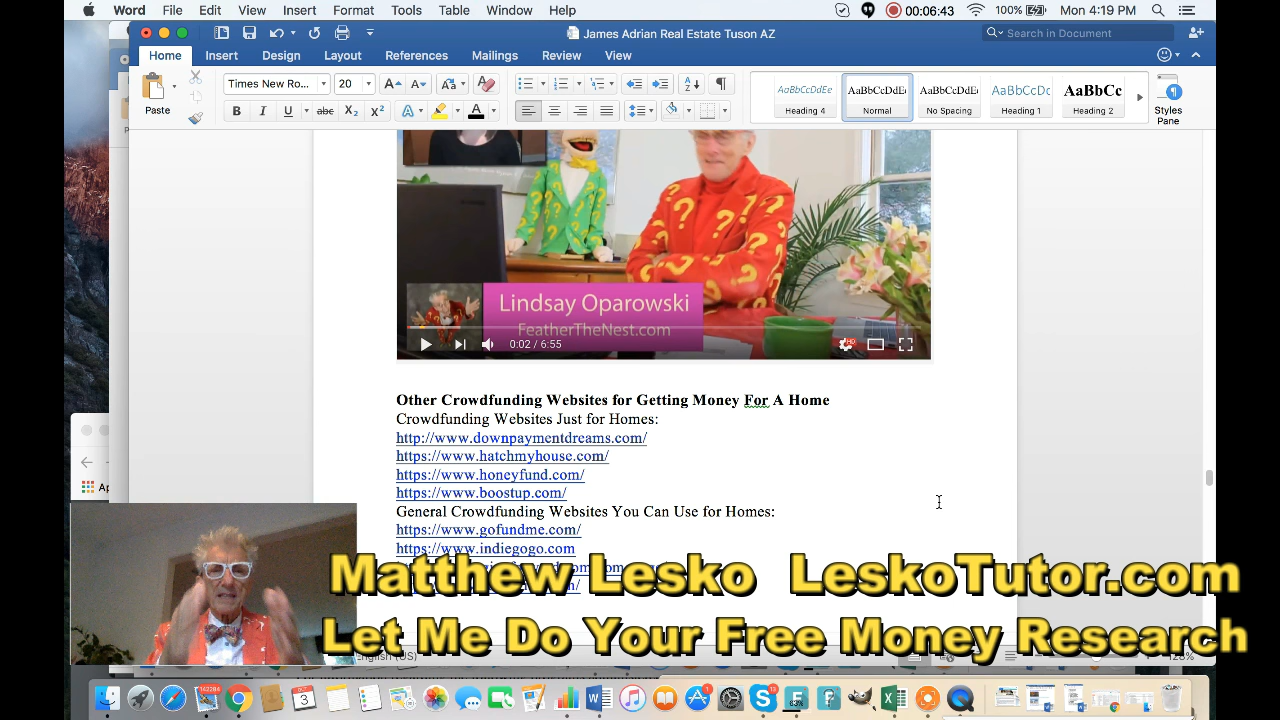 Word File Edit View Insert Format Tools Table Window Help 00:06:43 100% Mon 4:19 PM
James Adrian Real Estate Tuson AZ Search in Document
Home Insert Design Layout References Mailings Review View
Paste Times New Ro... 20 AaBbCcDdEe AaBbCcDdEe AaBbCcDdEe AaBbCcDc AaBbCc
B I U abc X₂ X² A A Heading 4 Normal No Spacing Heading 1 Heading 2 Styles Pane
Lindsay Oparowski
FeatherTheNest.com
0:02 / 6:55 HD
Other Crowdfunding Websites for Getting Money For A Home
Crowdfunding Websites Just for Homes:
http://www.downpaymentdreams.com/
https://www.hatchmyhouse.com/
https://www.honeyfund.com/
https://www.boostup.com/
General Crowdfunding Websites You Can Use for Homes:
https://www.gofundme.com/
https://www.indiegogo.com
Matthew Lesko LeskoTutor.com
Let Me Do Your Free Money Research
English (US) 128%